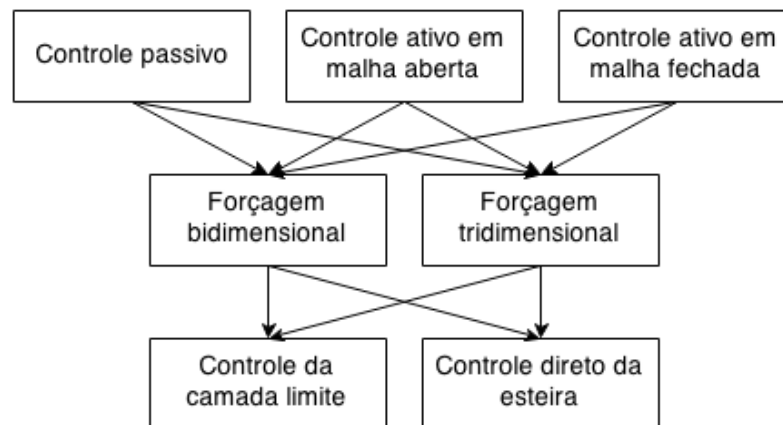 Controle passivo
Controle ativo em
malha aberta
Controle ativo em
malha fechada
Forçagem
bidimensional
Forçagem
tridimensional
Controle da
camada limite
Controle direto da
esteira